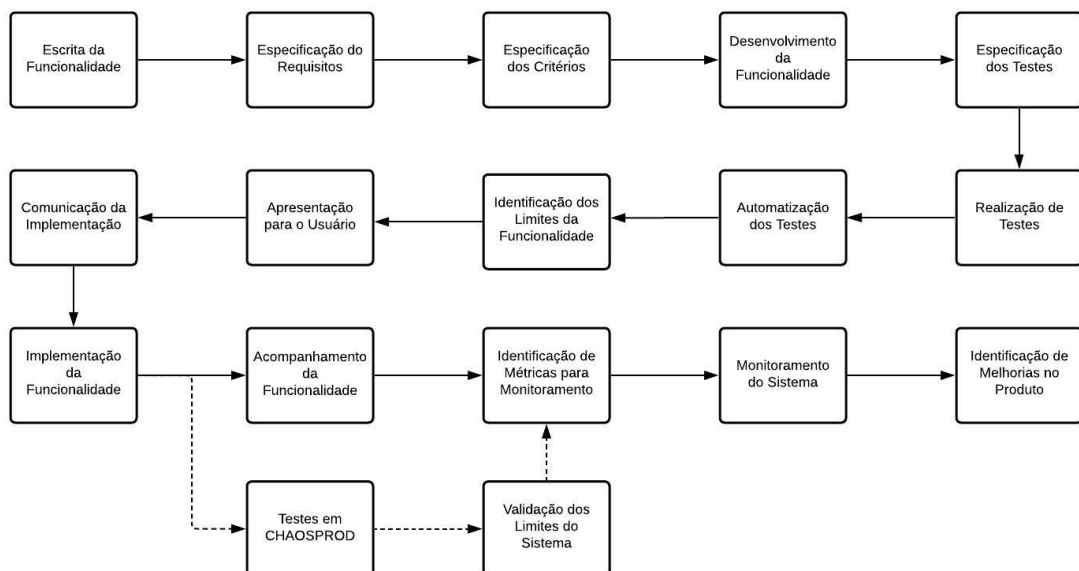 Escrita da
Funcionalidade
Especificação do
Requisitos
Especificação
dos Critérios
Desenvolvimento
da
Funcionalidade
Especificação
dos Testes
Comunicação da
Implementação
Apresentação
para o Usuário
Identificação dos
Limites da
Funcionalidade
Automatização
dos Testes
Realização de
Testes
Implementação
da
Funcionalidade
Acompanhamento
da
Funcionalidade
Identificação de
Métricas para
Monitoramento
Monitoramento
do Sistema
Identificação de
Melhorias no
Produto
Testes em
CHAOSPROD
Validação dos
Limites do
Sistema